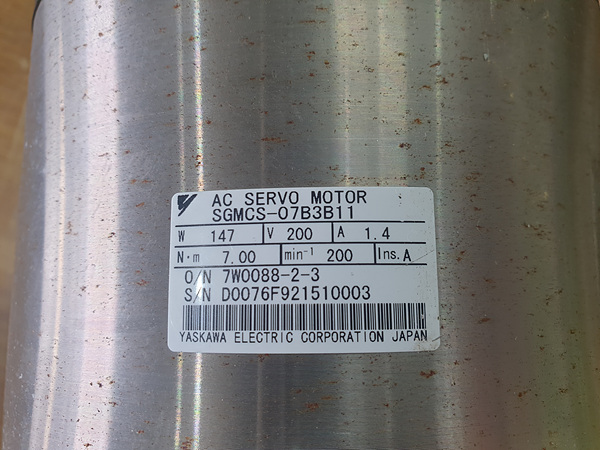 AC SERVO MOTOR
SGMCS-07B3B11
W 147 V 200 A 1.4
N·m 7.00 min⁻¹ 200 Ins. A
O/N 7W0088-2-3
S/N D0076F921510003
YASKAWA ELECTRIC CORPORATION JAPAN